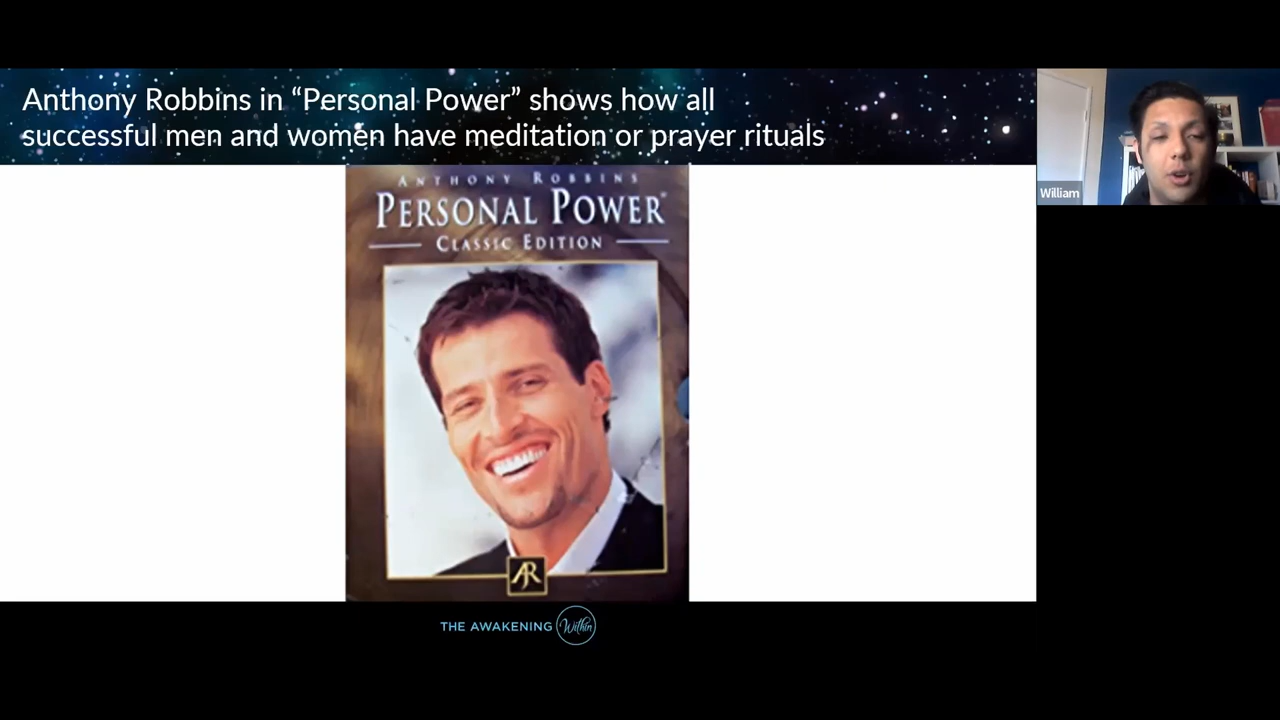 Anthony Robbins in “Personal Power” shows how all
successful men and women have meditation or prayer rituals
William
ANTHONY ROBBINS
PERSONAL POWER
CLASSIC EDITION
AR
THE AWAKENING Within